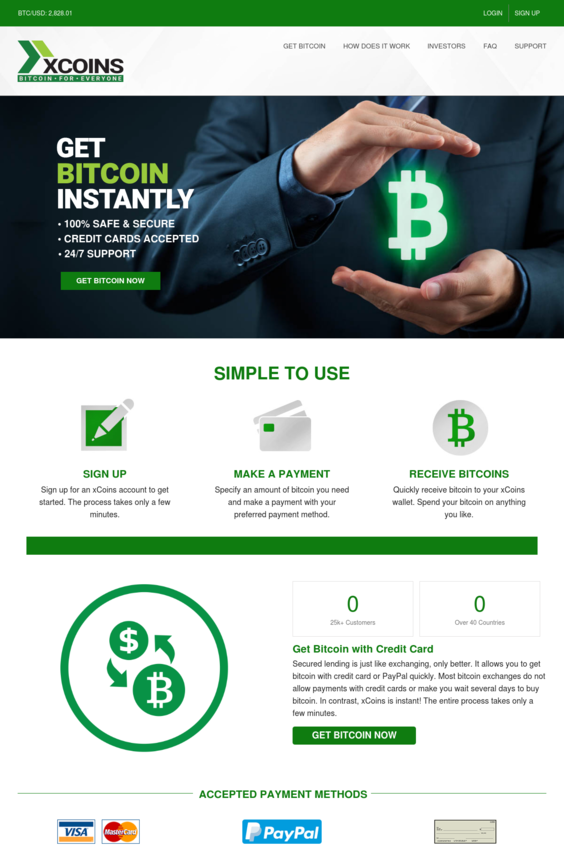 BTC/USD: 2,828.01
LOGIN
SIGN UP
XCOINS
BITCOIN • FOR • EVERYONE
GET BITCOIN
HOW DOES IT WORK
INVESTORS
FAQ
SUPPORT
GET
BITCOIN
INSTANTLY
• 100% SAFE & SECURE
• CREDIT CARDS ACCEPTED
• 24/7 SUPPORT
GET BITCOIN NOW
SIMPLE TO USE
SIGN UP
Sign up for an xCoins account to get
started. The process takes only a few
minutes.
MAKE A PAYMENT
Specify an amount of bitcoin you need
and make a payment with your
preferred payment method.
RECEIVE BITCOINS
Quickly receive bitcoin to your xCoins
wallet. Spend your bitcoin on anything
you like.
0
25k+ Customers
0
Over 40 Countries
Get Bitcoin with Credit Card
Secured lending is just like exchanging, only better. It allows you to get
bitcoin with credit card or PayPal quickly. Most bitcoin exchanges do not
allow payments with credit cards or make you wait several days to buy
bitcoin. In contrast, xCoins is instant! The entire process takes only a
few minutes.
GET BITCOIN NOW
ACCEPTED PAYMENT METHODS
VISA
MasterCard
PayPal